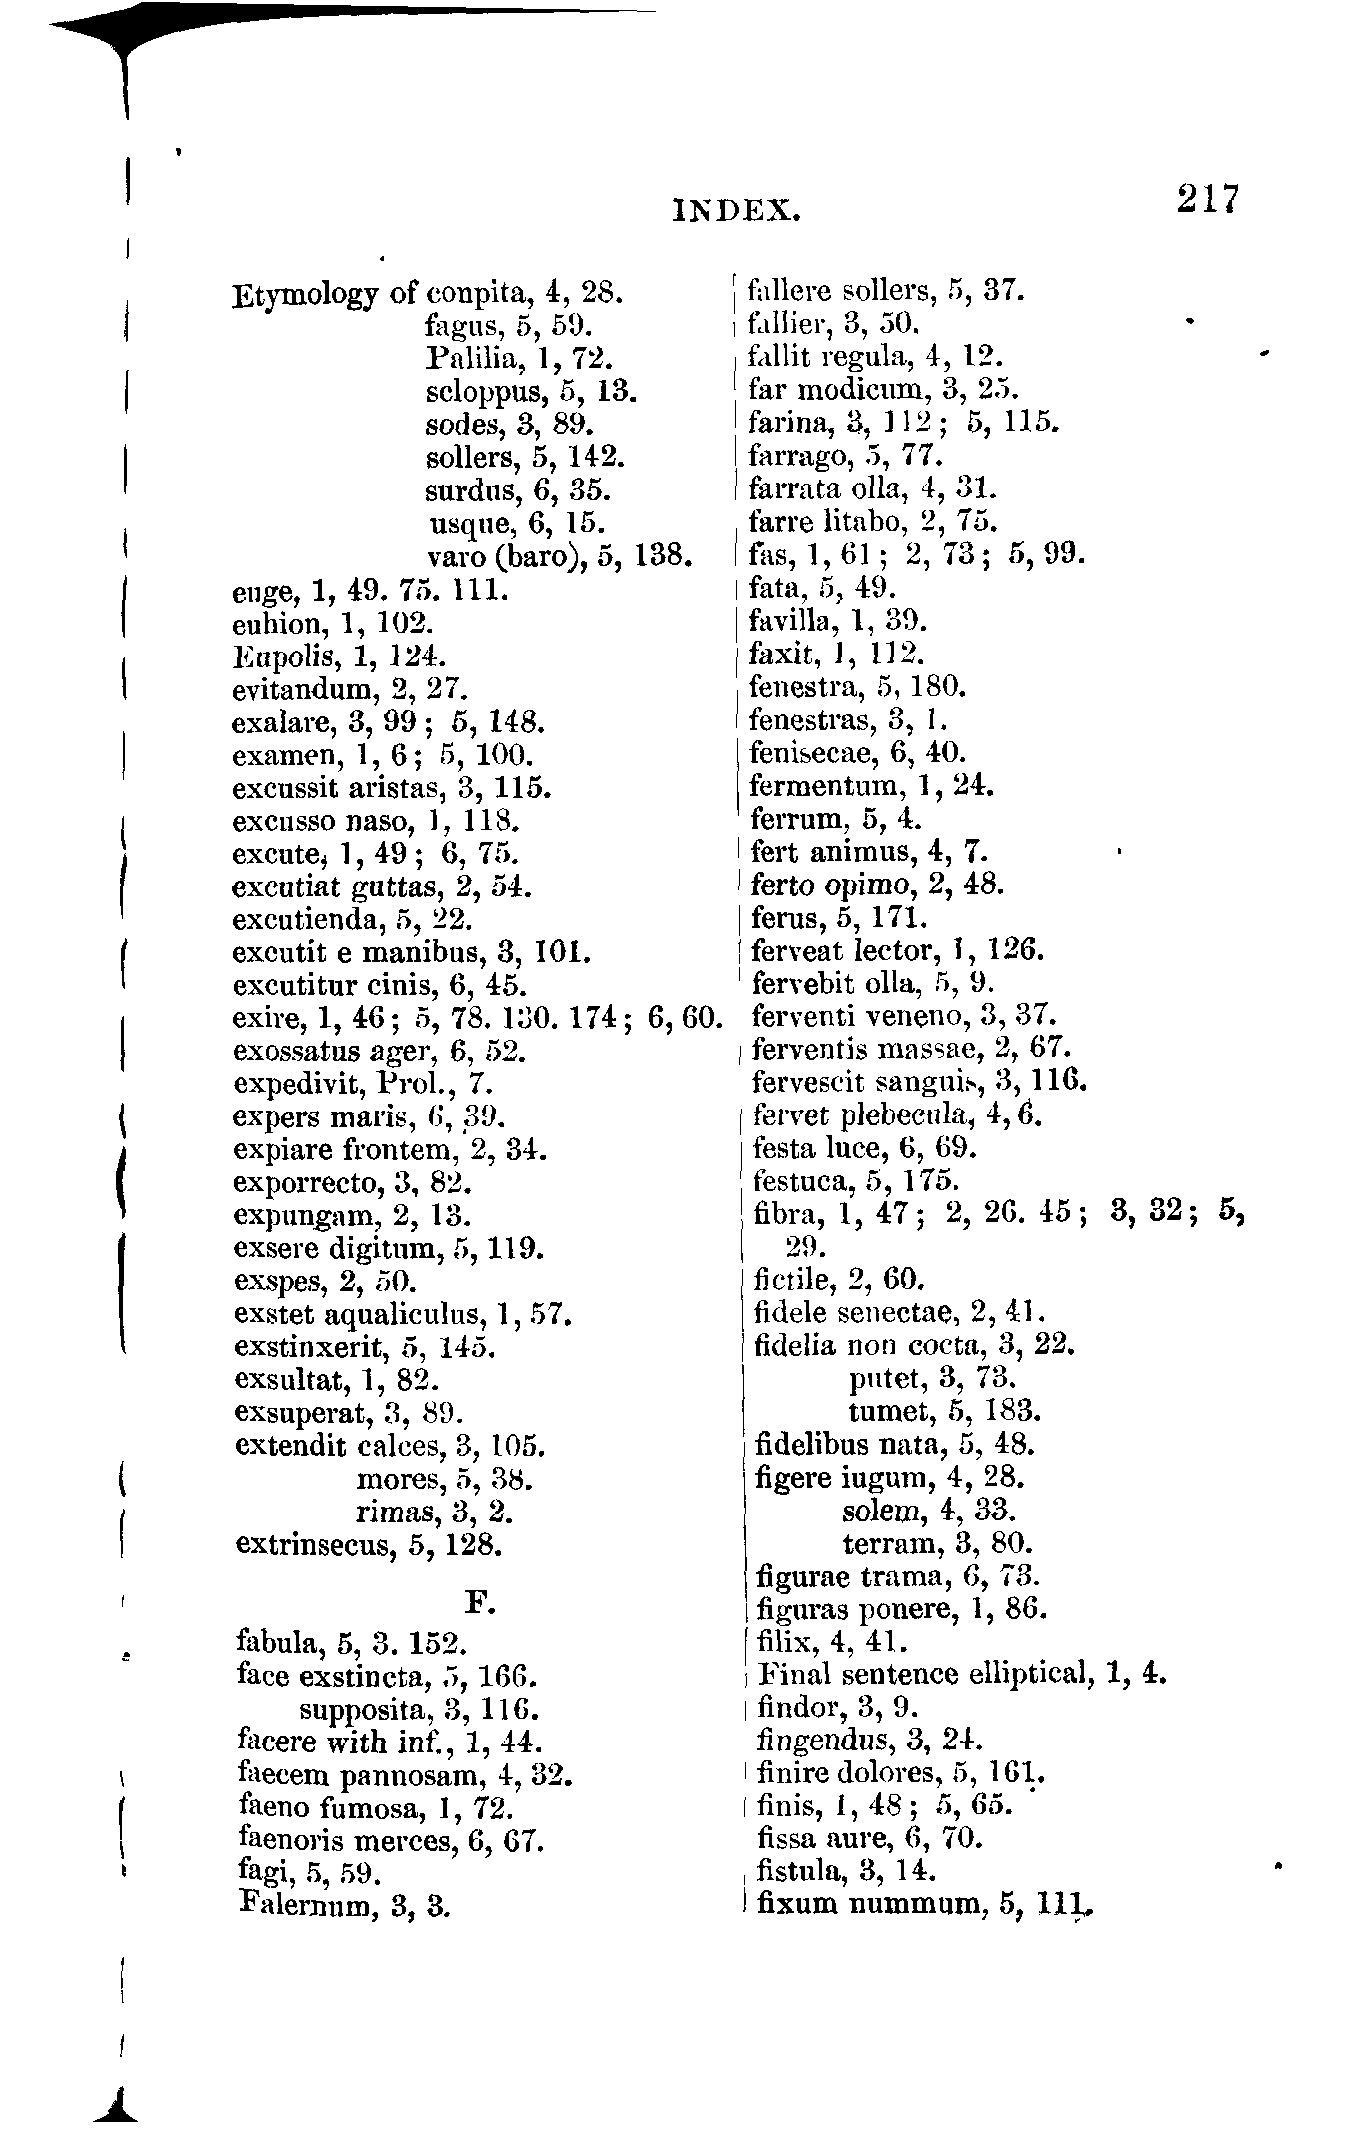 INDEX.
217
Etymology of conpita, 4, 28.
fagus, 5, 59.
Palilia, 1, 72.
scloppus, 5, 13.
sodes, 3, 89.
sollers, 5, 142.
surdus, 6, 35.
usque, 6, 15.
varo (baro), 5, 138.
euge, 1, 49. 75. 111.
euhion, 1, 102.
Eupolis, 1, 124.
evitandum, 2, 27.
exalare, 3, 99; 5, 148.
examen, 1, 6; 5, 100.
excussit aristas, 3, 115.
excusso naso, 1, 118.
excute, 1, 49; 6, 75.
excutiat guttas, 2, 54.
excutienda, 5, 22.
excutit e manibus, 3, 101.
excutitur cinis, 6, 45.
exire, 1, 46; 5, 78. 130. 174; 6, 60.
exossatus ager, 6, 52.
expedivit, Prol., 7.
expers maris, 6, 39.
expiare frontem, 2, 34.
exporrecto, 3, 82.
expungam, 2, 13.
exsere digitum, 5, 119.
exspes, 2, 50.
exstet aqualiculus, 1, 57.
exstinxerit, 5, 145.
exsultat, 1, 82.
exsuperat, 3, 89.
extendit calces, 3, 105.
mores, 5, 38.
rimas, 3, 2.
extrinsecus, 5, 128.
F.
fabula, 5, 3. 152.
face exstincta, 5, 166.
supposita, 3, 116.
facere with inf., 1, 44.
faecem pannosam, 4, 32.
faeno fumosa, 1, 72.
faenoris merces, 6, 67.
fagi, 5, 59.
Falernum, 3, 3.
fallere sollers, 5, 37.
fallier, 3, 50.
fallit regula, 4, 12.
far modicum, 3, 25.
farina, 3, 112; 5, 115.
farrago, 5, 77.
farrata olla, 4, 31.
farre litabo, 2, 75.
fas, 1, 61; 2, 73; 5, 99.
fata, 5, 49.
favilla, 1, 39.
faxit, 1, 112.
fenestra, 5, 180.
fenestras, 3, 1.
fenisecae, 6, 40.
fermentum, 1, 24.
ferrum, 5, 4.
fert animus, 4, 7.
ferto opimo, 2, 48.
ferus, 5, 171.
ferveat lector, 1, 126.
fervebit olla, 5, 9.
ferventi veneno, 3, 37.
ferventis massae, 2, 67.
fervescit sanguis, 3, 116.
fervet plebecula, 4, 6.
festa luce, 6, 69.
festuca, 5, 175.
fibra, 1, 47; 2, 26. 45; 3, 32; 5,
29.
fictile, 2, 60.
fidele senectae, 2, 41.
fidelia non cocta, 3, 22.
putet, 3, 73.
tumet, 5, 183.
fidelibus nata, 5, 48.
figere iugum, 4, 28.
solem, 4, 33.
terram, 3, 80.
figurae trama, 6, 73.
figuras ponere, 1, 86.
filix, 4, 41.
Final sentence elliptical, 1, 4.
findor, 3, 9.
fingendus, 3, 24.
finire dolores, 5, 161.
finis, 1, 48; 5, 65.
fissa aure, 6, 70.
fistula, 3, 14.
fixum nummum, 5, 111.